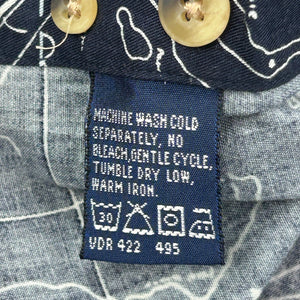 MACHINE WASH COLD
SEPARATELY, NO
BLEACH,GENTLE CYCLE,
TUMBLE DRY LOW,
WARM IRON.
30
VDR 422 495